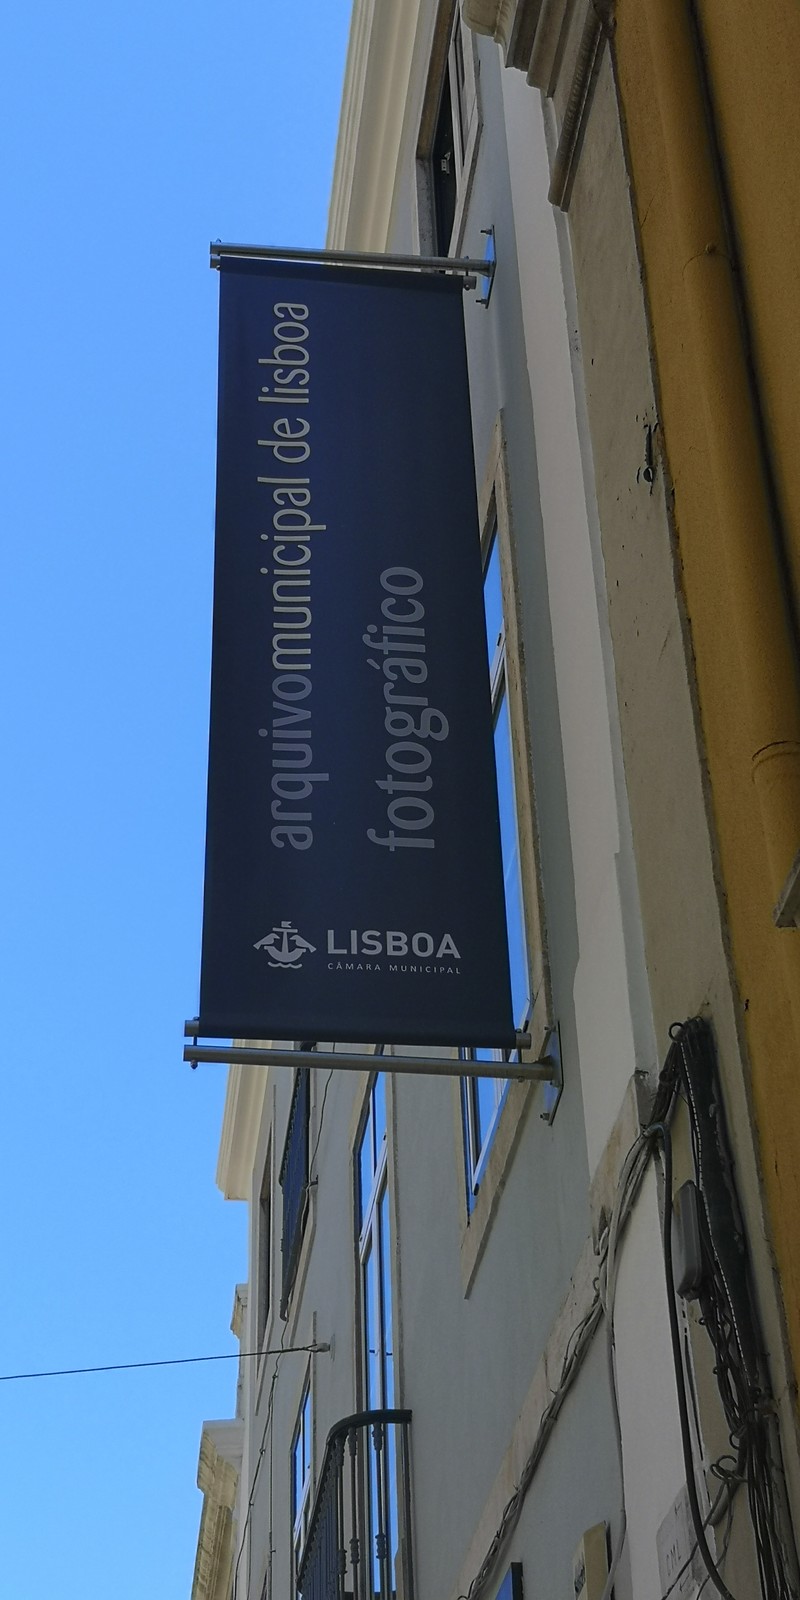 arquivomunicipal de lisboa
fotográfico
LISBOA
CÂMARA MUNICIPAL